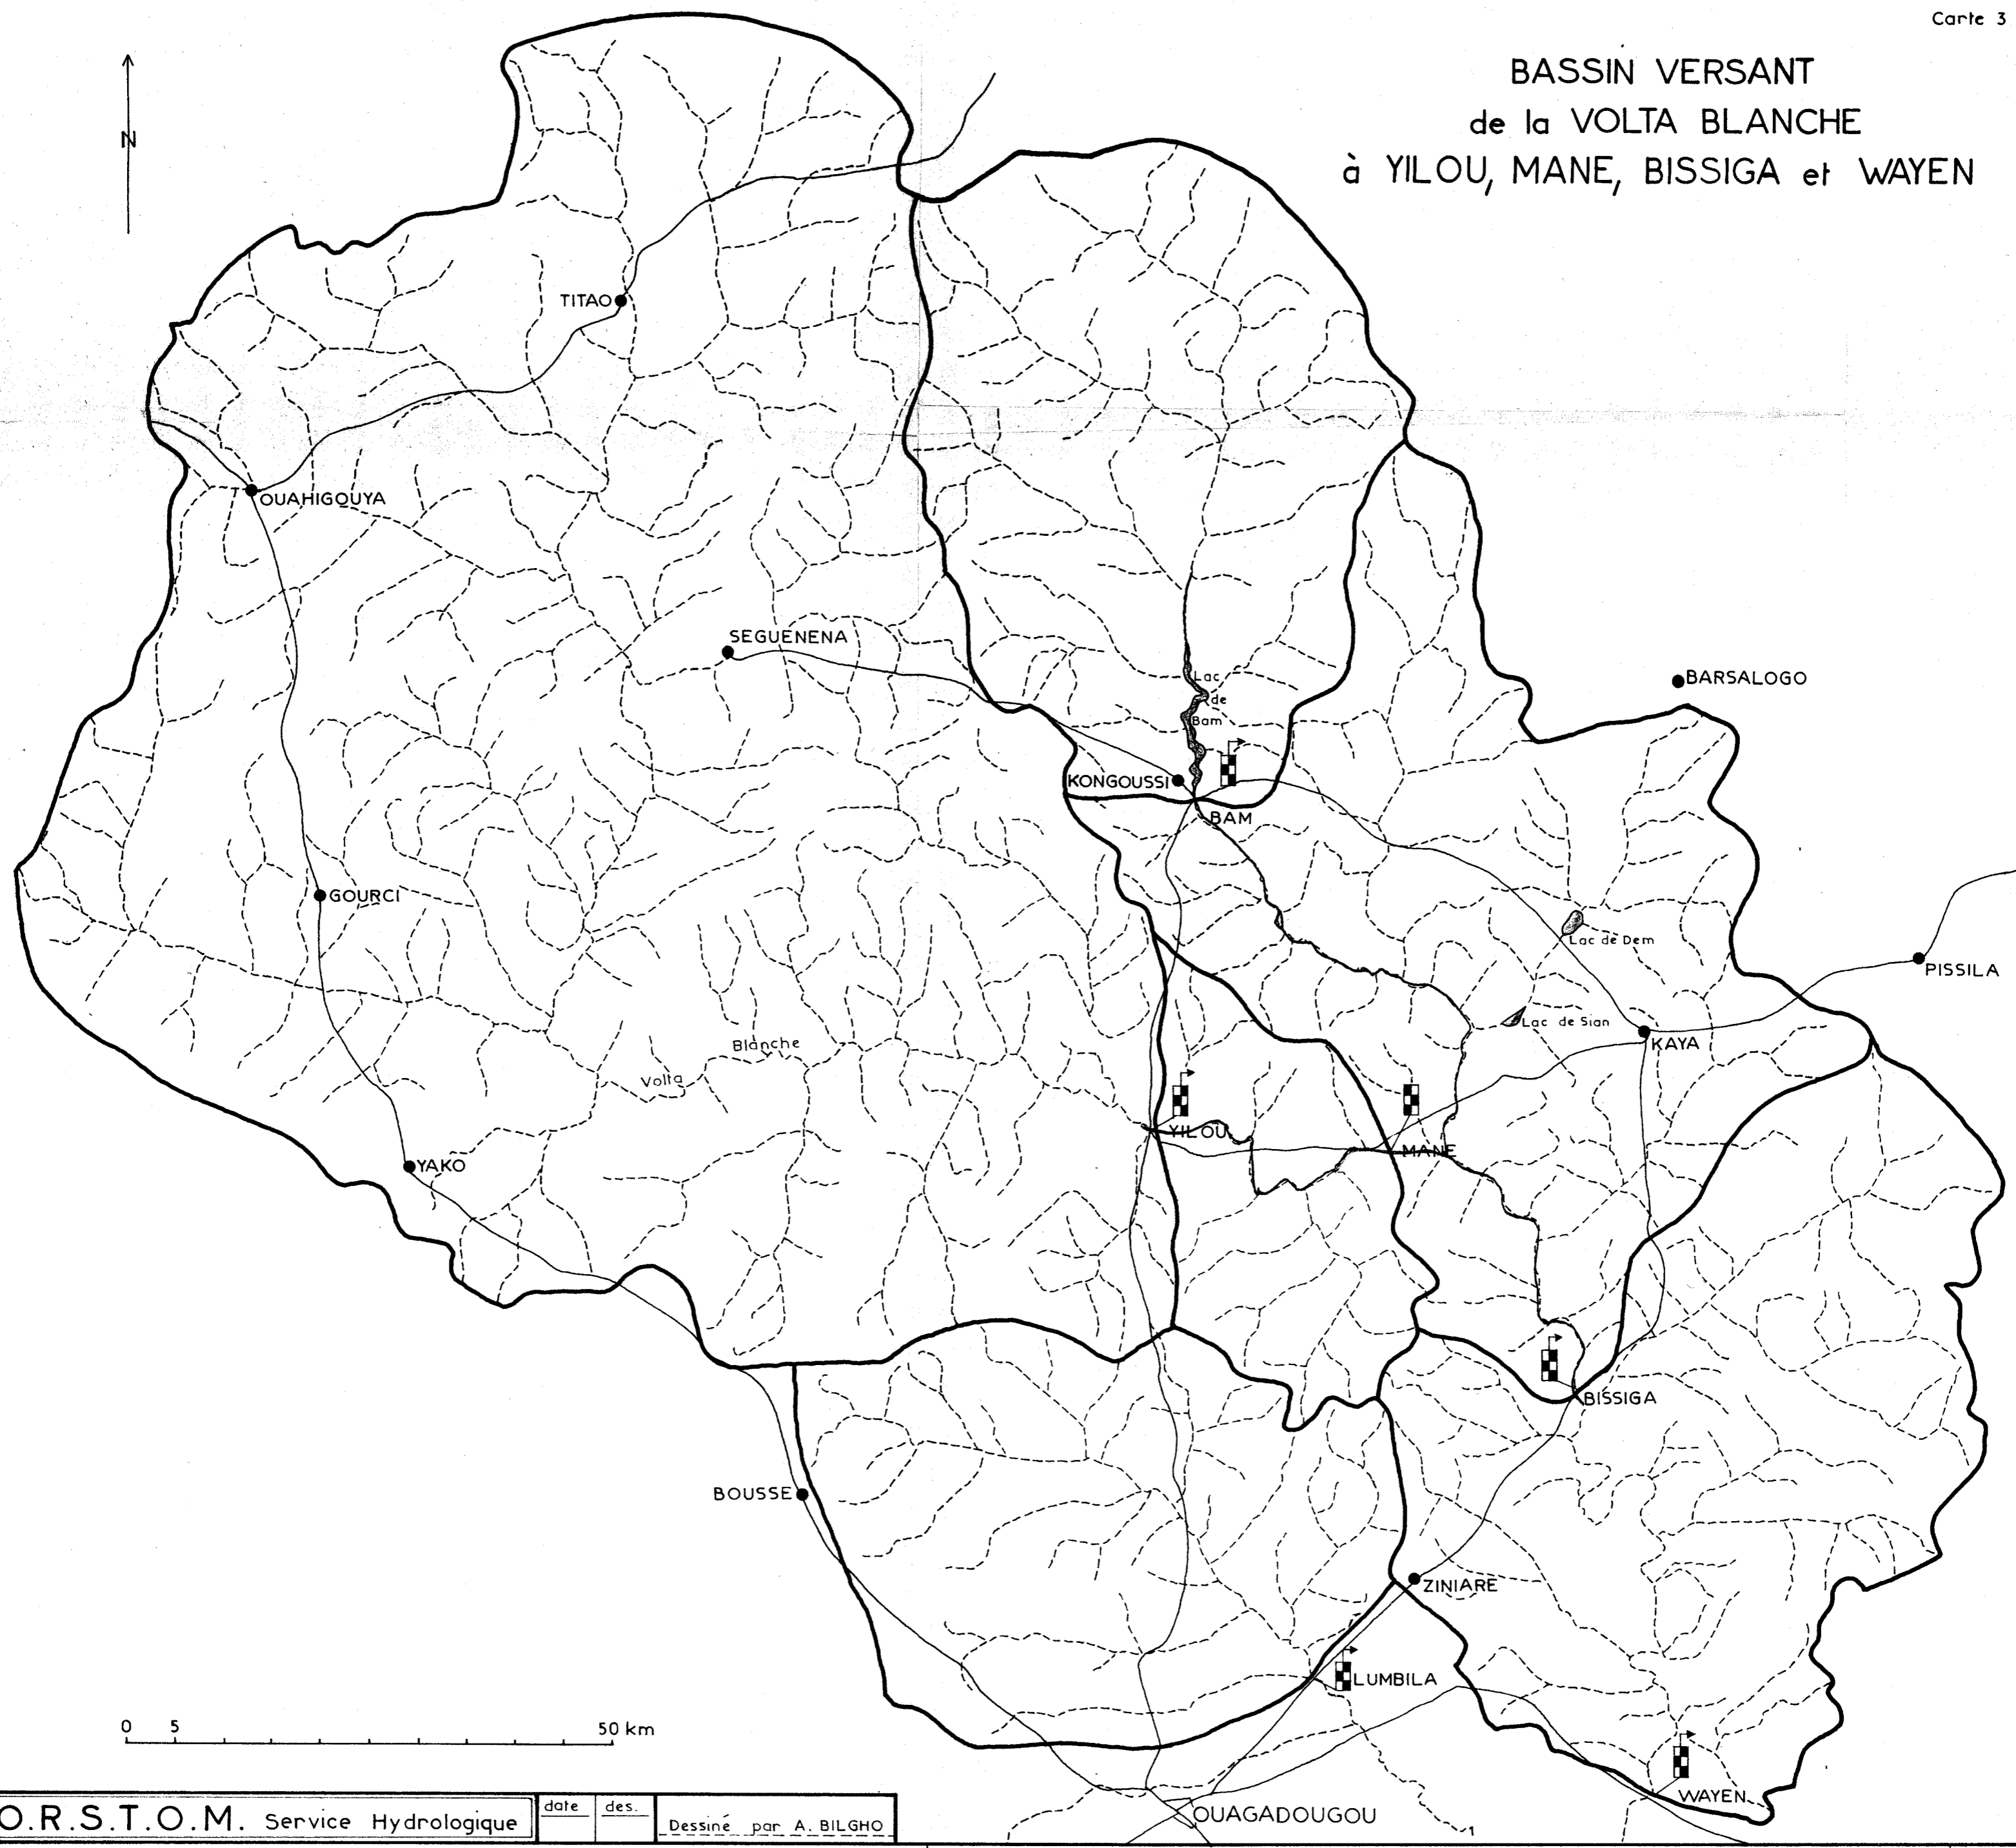 Carte 3
BASSIN VERSANT
de la VOLTA BLANCHE
à YILOU, MANE, BISSIGA et WAYEN
N
TITAO
OUAHIGOUYA
SEGUENENA
BARSALOGO
Lac
de
Bam
KONGOUSSI
BAM
GOURCI
Lac de Dem
PISSILA
Lac de Sian
KAYA
Blanche
Volta
YILOU
MANE
YAKO
BISSIGA
BOUSSE
ZINIARE
LUMBILA
0 5 50 km
WAYEN
OUAGADOUGOU
O.R.S.T.O.M. Service Hydrologique
date
des.
Dessiné par A. BILGHO